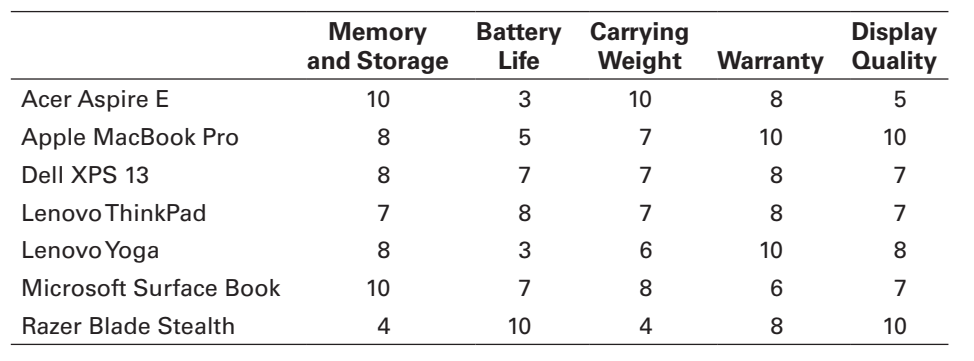 Memory and Storage Battery Life Carrying Weight Warranty Display Quality
Acer Aspire E 10 3 10 8 5
Apple MacBook Pro 8 5 7 10 10
Dell XPS 13 8 7 7 8 7
Lenovo ThinkPad 7 8 7 8 7
Lenovo Yoga 8 3 6 10 8
Microsoft Surface Book 10 7 8 6 7
Razer Blade Stealth 4 10 4 8 10